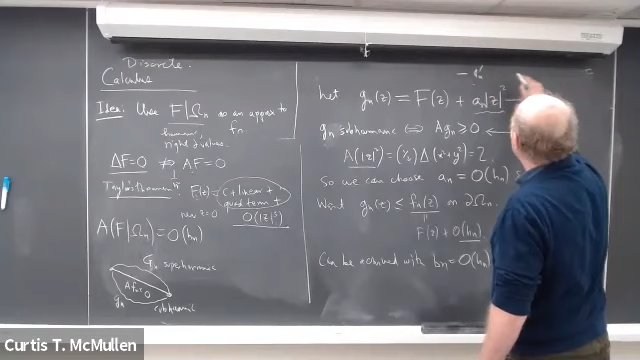 Discrete.
Calculus
Idea: Use F|Ωn as an approx to fn.
harmonic,
right bd. values.
ΔF=0 ⇏ AF=0
Taylor's theorem: F(z) = c + linear +
quadratic +
near z=0 O(|z|³)
A(F|Ωn) = O(hn)
Gn superharmonic
Afn=0
gn subharmonic
Let gn(z) = F(z) + an|z|²
gn subharmonic ⇔ Agn ≥ 0
A(|z|²) = (1/2) Δ(x²+y²) = 2.
So we can choose an = O(hn)
Want gn(z) ≤ fn(z) on ∂Ωn.
F(z) + O(hn)
Can be achieved with bn = O(hn)
Curtis T. McMullen